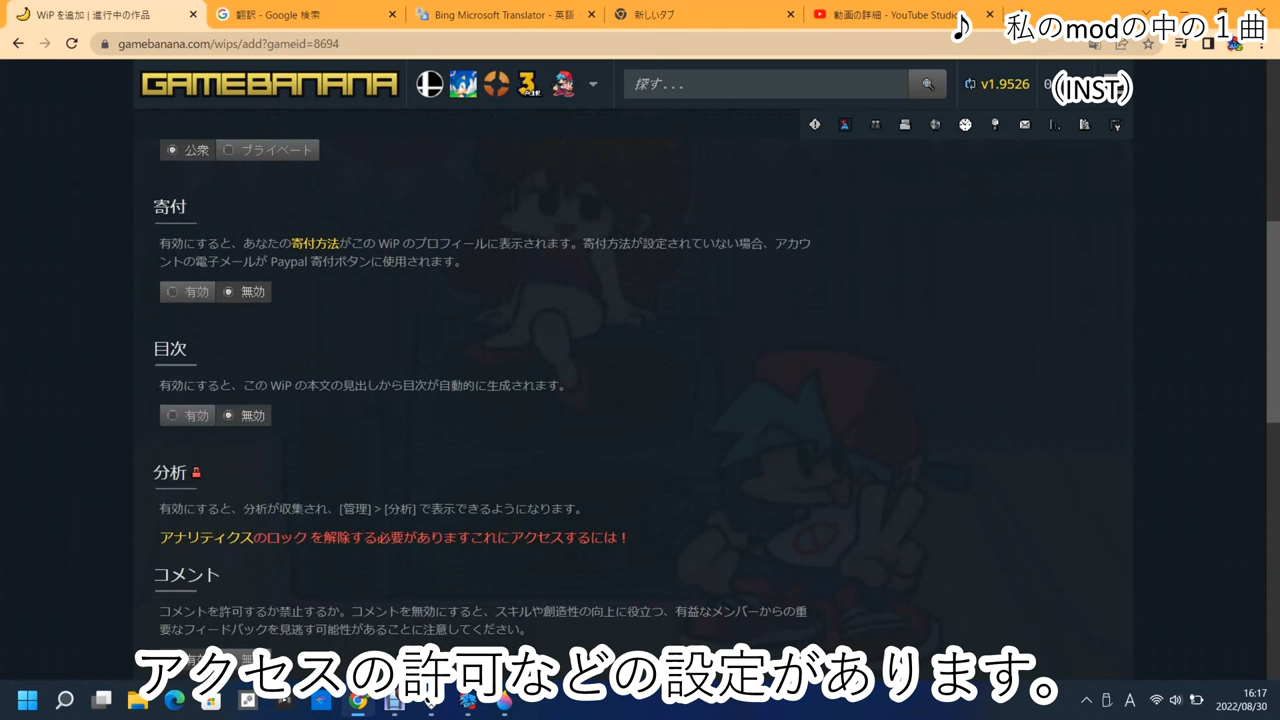 WiP を追加 | 進行中の作品
翻訳 - Google 検索
Bing Microsoft Translator - 英語
新しいタブ
動画の詳細 - YouTube Studio
♪ 私のmodの中の１曲
gamebanana.com/wips/add?gameid=8694
GAMEBANANA
探す...
v1.9526
(INST)
公衆
プライベート
寄付
有効にすると、あなたの寄付方法がこの WiP のプロフィールに表示されます。寄付方法が設定されていない場合、アカウ
ントの電子メールが Paypal 寄付ボタンに使用されます。
有効
無効
目次
有効にすると、この WiP の本文の見出しから目次が自動的に生成されます。
有効
無効
分析
有効にすると、分析が収集され、[管理] > [分析] で表示できるようになります。
アナリティクスのロック を解除する必要がありますこれにアクセスするには！
コメント
コメントを許可するか禁止するか。コメントを無効にすると、スキルや創造性の向上に役立つ、有益なメンバーからの重
要なフィードバックを見逃す可能性があることに注意してください。
アクセスの許可などの設定があります。
A
16:17
2022/08/30